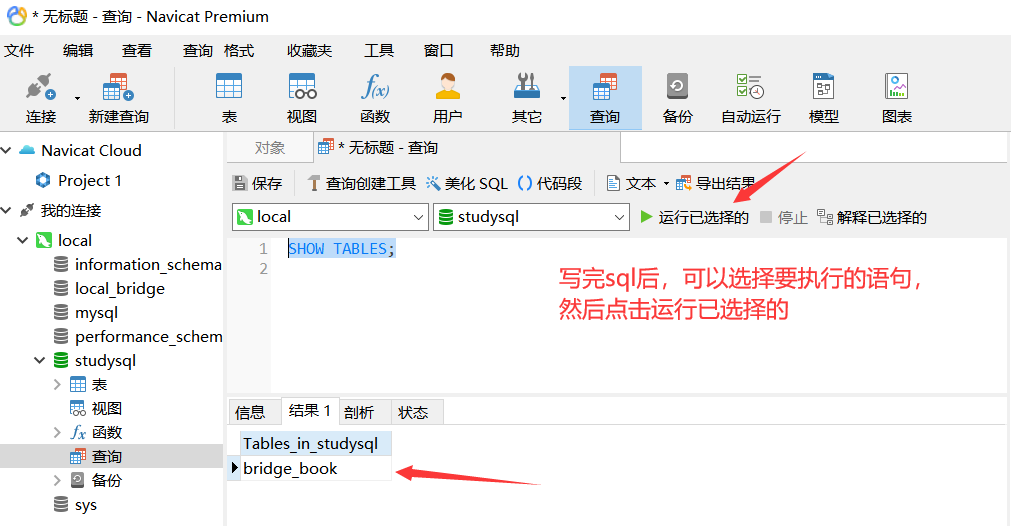 * 无标题 - 查询 - Navicat Premium
文件 编辑 查看 查询 格式 收藏夹 工具 窗口 帮助
连接 新建查询 表 视图 函数 用户 其它 查询 备份 自动运行 模型 图表
Navicat Cloud
Project 1
我的连接
local
information_schema
local_bridge
mysql
performance_schem
studysql
表
视图
函数
查询
备份
sys
对象 * 无标题 - 查询
保存 查询创建工具 美化 SQL 代码段 文本 导出结果
local studysql 运行已选择的 停止 解释已选择的
1 SHOW TABLES;
2
写完sql后，可以选择要执行的语句，
然后点击运行已选择的
信息 结果 1 剖析 状态
Tables_in_studysql
bridge_book